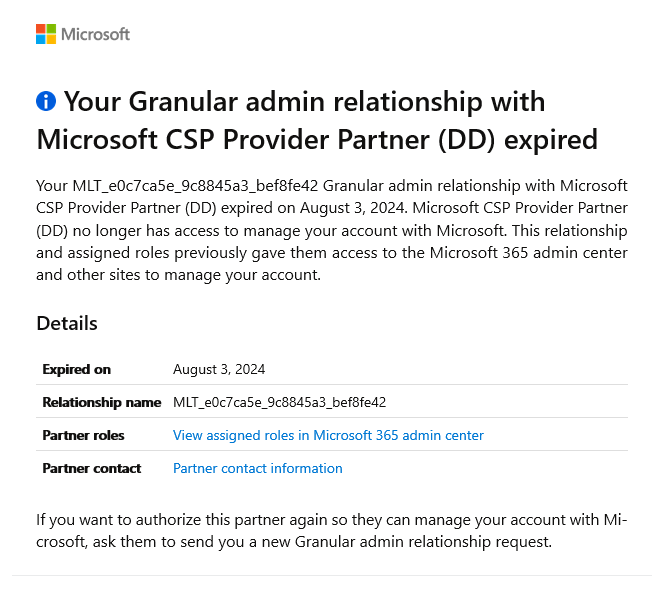 Microsoft
Your Granular admin relationship with
Microsoft CSP Provider Partner (DD) expired
Your MLT_e0c7ca5e_9c8845a3_bef8fe42 Granular admin relationship with Microsoft
CSP Provider Partner (DD) expired on August 3, 2024. Microsoft CSP Provider Partner
(DD) no longer has access to manage your account with Microsoft. This relationship
and assigned roles previously gave them access to the Microsoft 365 admin center
and other sites to manage your account.
Details
Expired on August 3, 2024
Relationship name MLT_e0c7ca5e_9c8845a3_bef8fe42
Partner roles View assigned roles in Microsoft 365 admin center
Partner contact Partner contact information
If you want to authorize this partner again so they can manage your account with Mi-
crosoft, ask them to send you a new Granular admin relationship request.